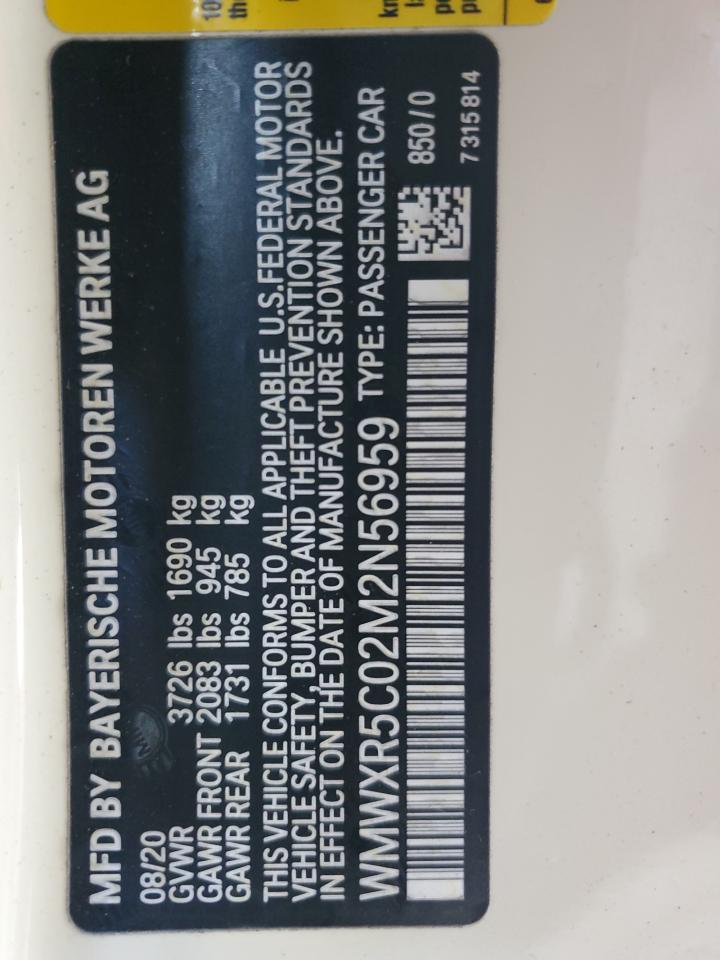 MFD BY BAYERISCHE MOTOREN WERKE AG
08/20
GVWR 3726 lbs 1690 kg
GAWR FRONT 2083 lbs 945 kg
GAWR REAR 1731 lbs 785 kg
THIS VEHICLE CONFORMS TO ALL APPLICABLE U.S.FEDERAL MOTOR
VEHICLE SAFETY, BUMPER AND THEFT PREVENTION STANDARDS
IN EFFECT ON THE DATE OF MANUFACTURE SHOWN ABOVE.
WMWXR5C02M2N56959 TYPE: PASSENGER CAR
850/0
7 315 814